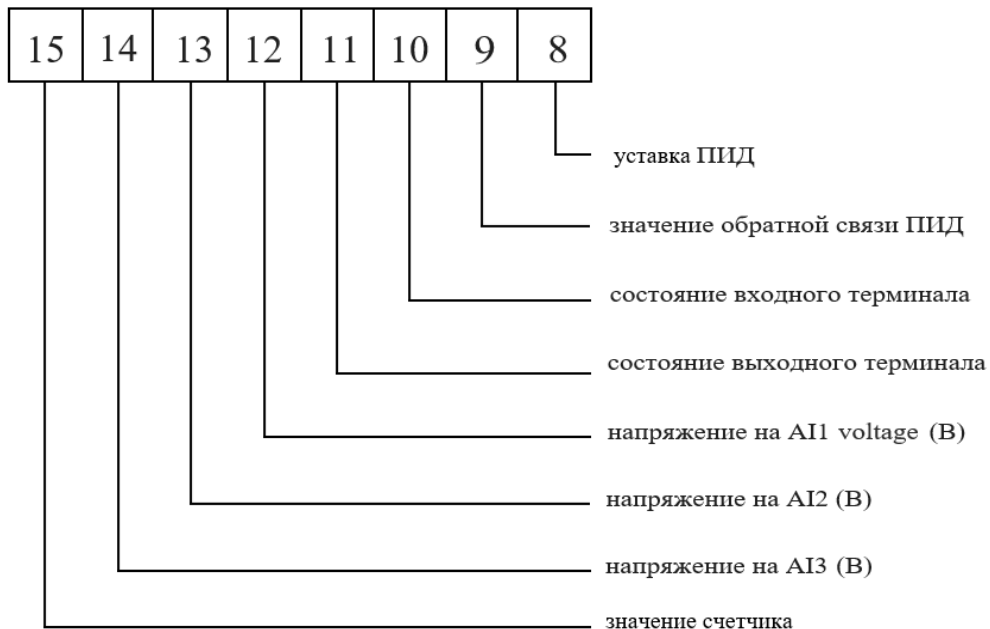 15 14 13 12 11 10 9 8
уставка ПИД
значение обратной связи ПИД
состояние входного терминала
состояние выходного терминала
напряжение на AI1 voltage (В)
напряжение на AI2 (В)
напряжение на AI3 (В)
значение счетчика